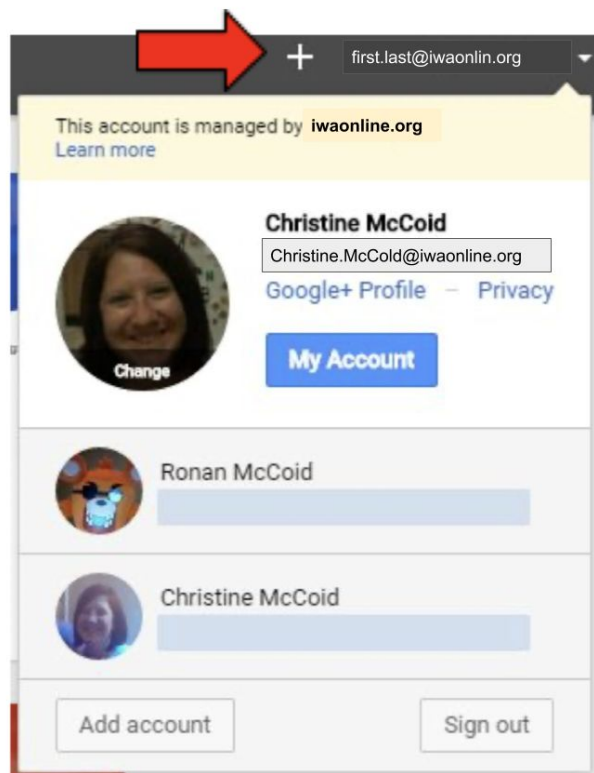 first.last@iwaonlin.org
This account is managed by iwaonline.org
Learn more
Christine McCoid
Christine.McCold@iwaonline.org
Google+ Profile – Privacy
My Account
Change
Ronan McCoid
Christine McCoid
Add account
Sign out